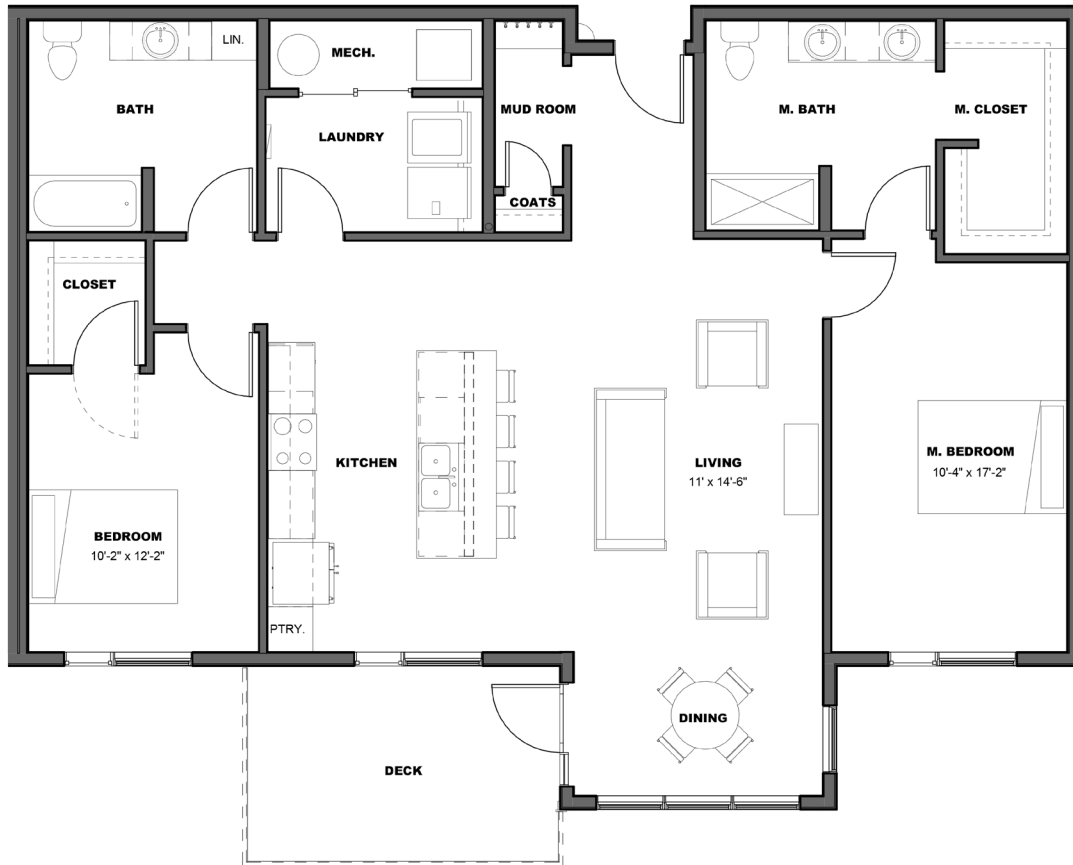 LIN.
MECH.
BATH
MUD ROOM
M. BATH
M. CLOSET
LAUNDRY
COATS
CLOSET
KITCHEN
LIVING
11' x 14'-6"
M. BEDROOM
10'-4" x 17'-2"
BEDROOM
10'-2" x 12'-2"
PTRY.
DINING
DECK